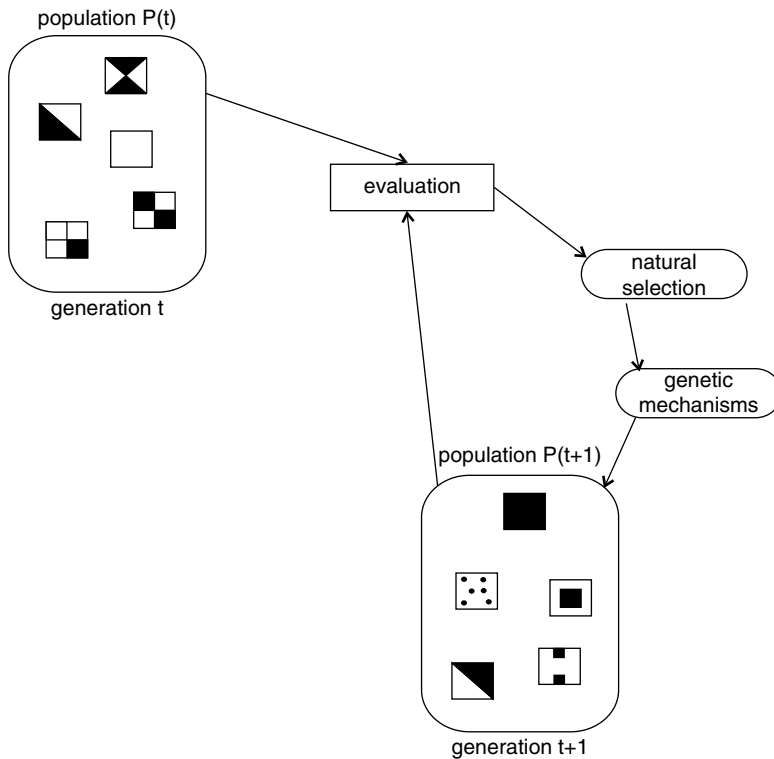 population P(t)
generation t
evaluation
natural
selection
genetic
mechanisms
population P(t+1)
generation t+1